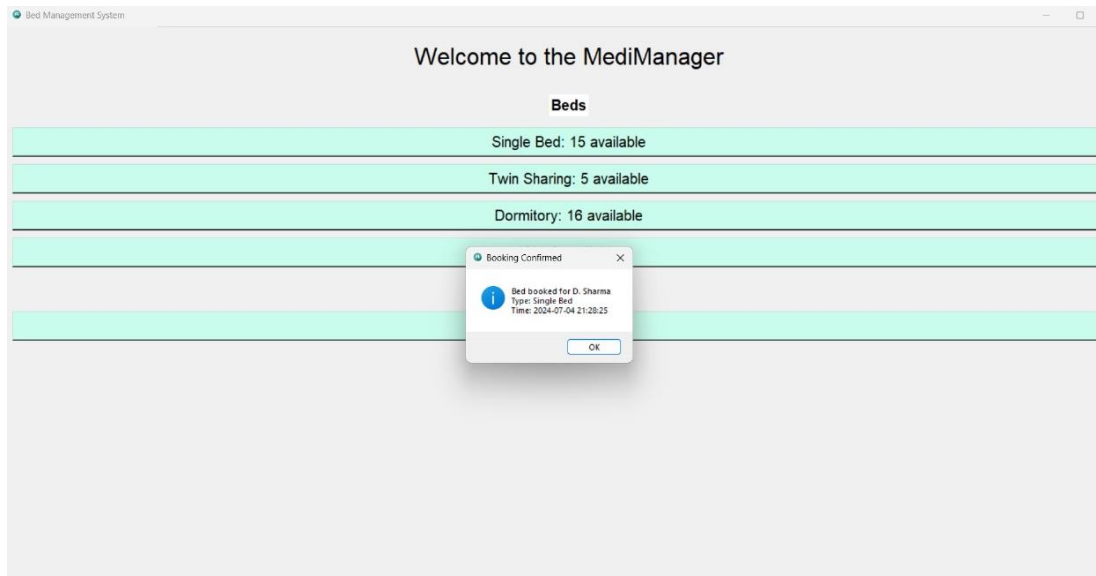 Bed Management System
Welcome to the MediManager
Beds
Single Bed: 15 available
Twin Sharing: 5 available
Dormitory: 16 available
Booking Confirmed
Bed booked for D. Sharma
Type: Single Bed
Time: 2024-07-04 21:28:25
OK